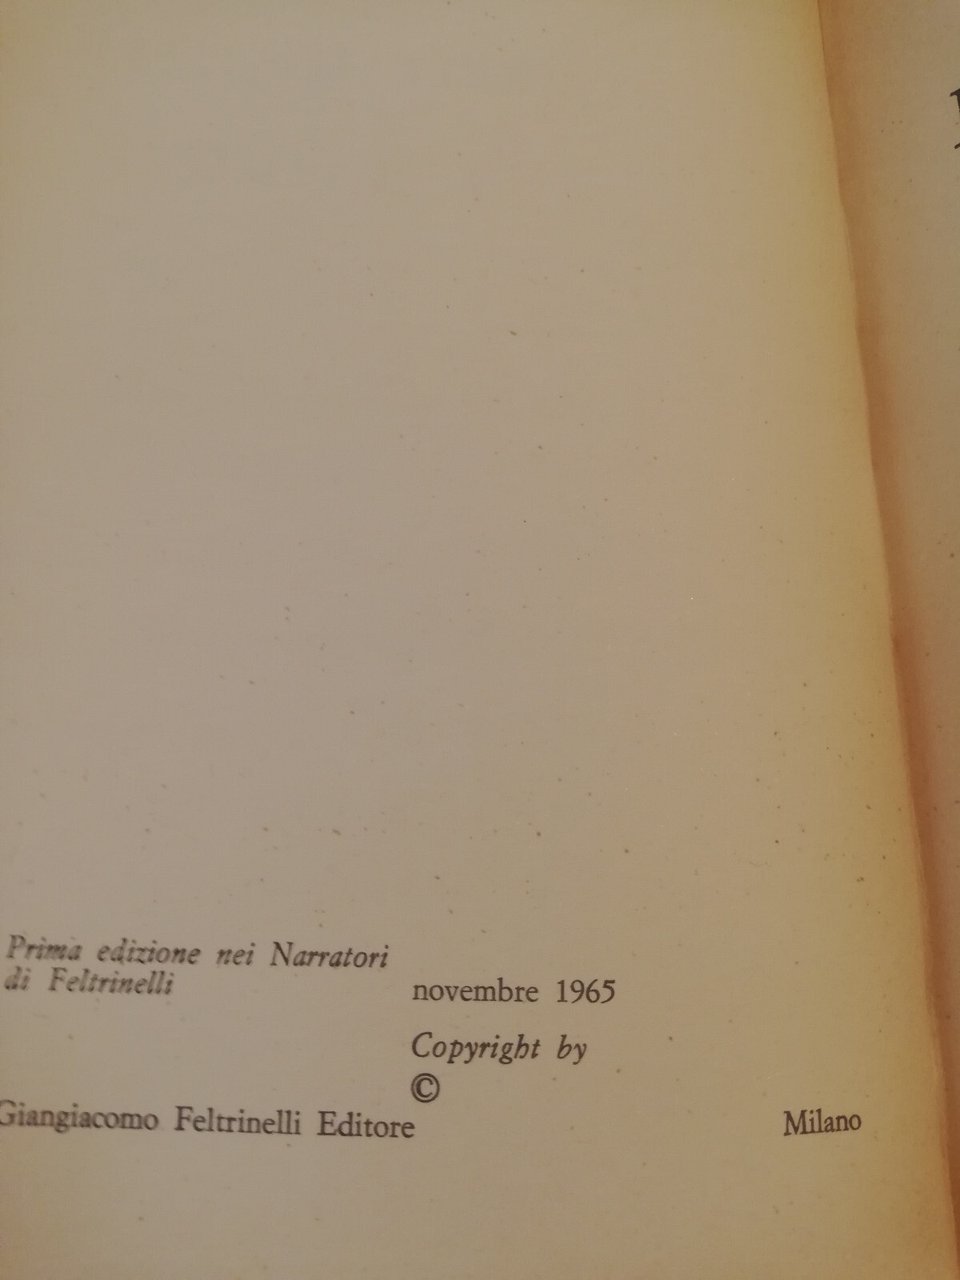 Prima edizione nei Narratori
di Feltrinelli
novembre 1965
Copyright by
©
Giangiacomo Feltrinelli Editore Milano